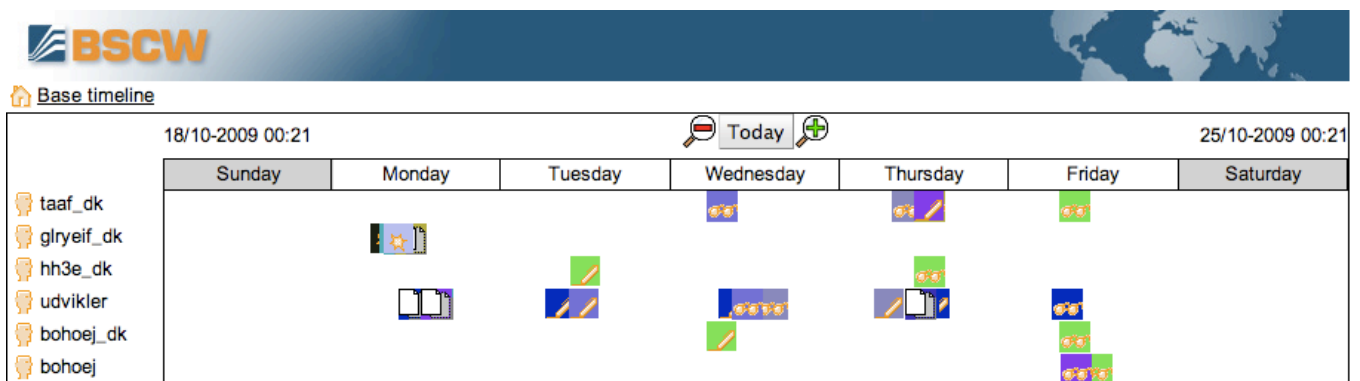 BSCW
Base timeline
18/10-2009 00:21 Today 25/10-2009 00:21
Sunday Monday Tuesday Wednesday Thursday Friday Saturday
taaf_dk
glryeif_dk
hh3e_dk
udvikler
bohoej_dk
bohoej